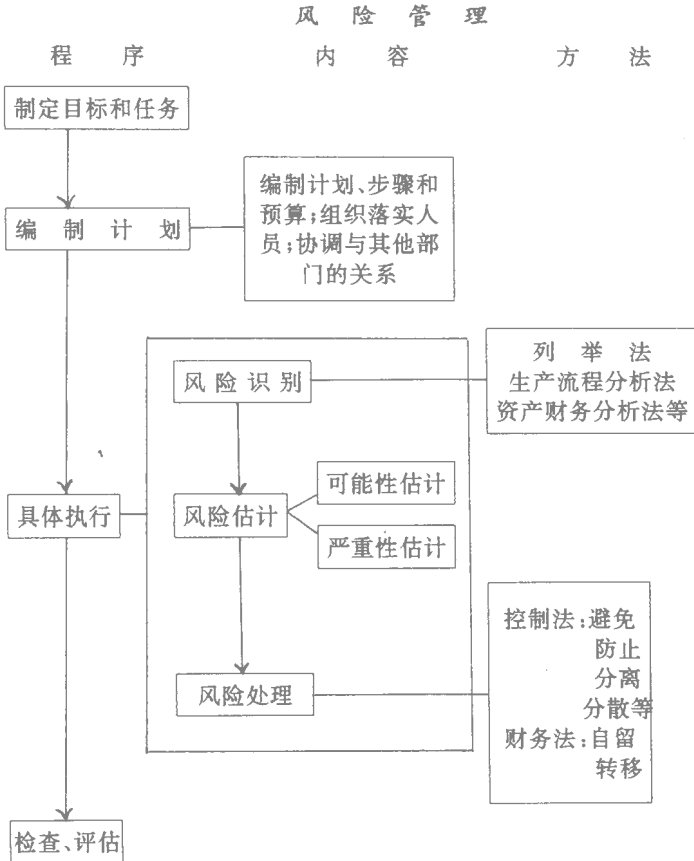 风险管理
程序 内容 方法
制定目标和任务
编制计划
编制计划、步骤和
预算;组织落实人
员;协调与其他部
门的关系
具体执行
风险识别
列举法
生产流程分析法
资产财务分析法等
风险估计
可能性估计
严重性估计
风险处理
控制法:避免
防止
分离
分散等
财务法:自留
转移
检查、评估